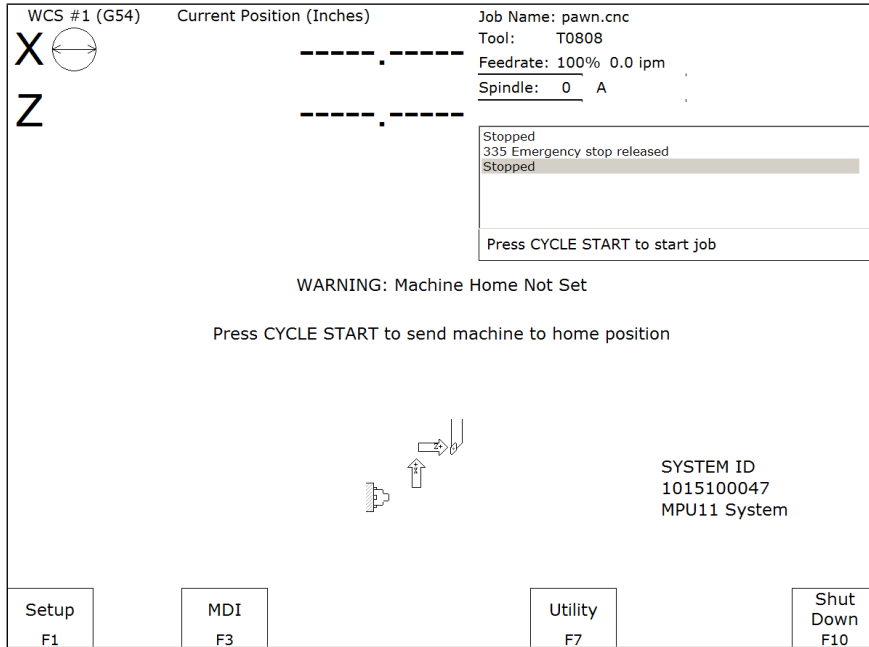 WCS #1 (G54) Current Position (Inches)
X -----.-----
Z -----.-----
Job Name: pawn.cnc
Tool: T0808
Feedrate: 100% 0.0 ipm
Spindle: 0 A
Stopped
335 Emergency stop released
Stopped
Press CYCLE START to start job
WARNING: Machine Home Not Set
Press CYCLE START to send machine to home position
Z+
X+
SYSTEM ID
1015100047
MPU11 System
Setup
F1
MDI
F3
Utility
F7
Shut
Down
F10